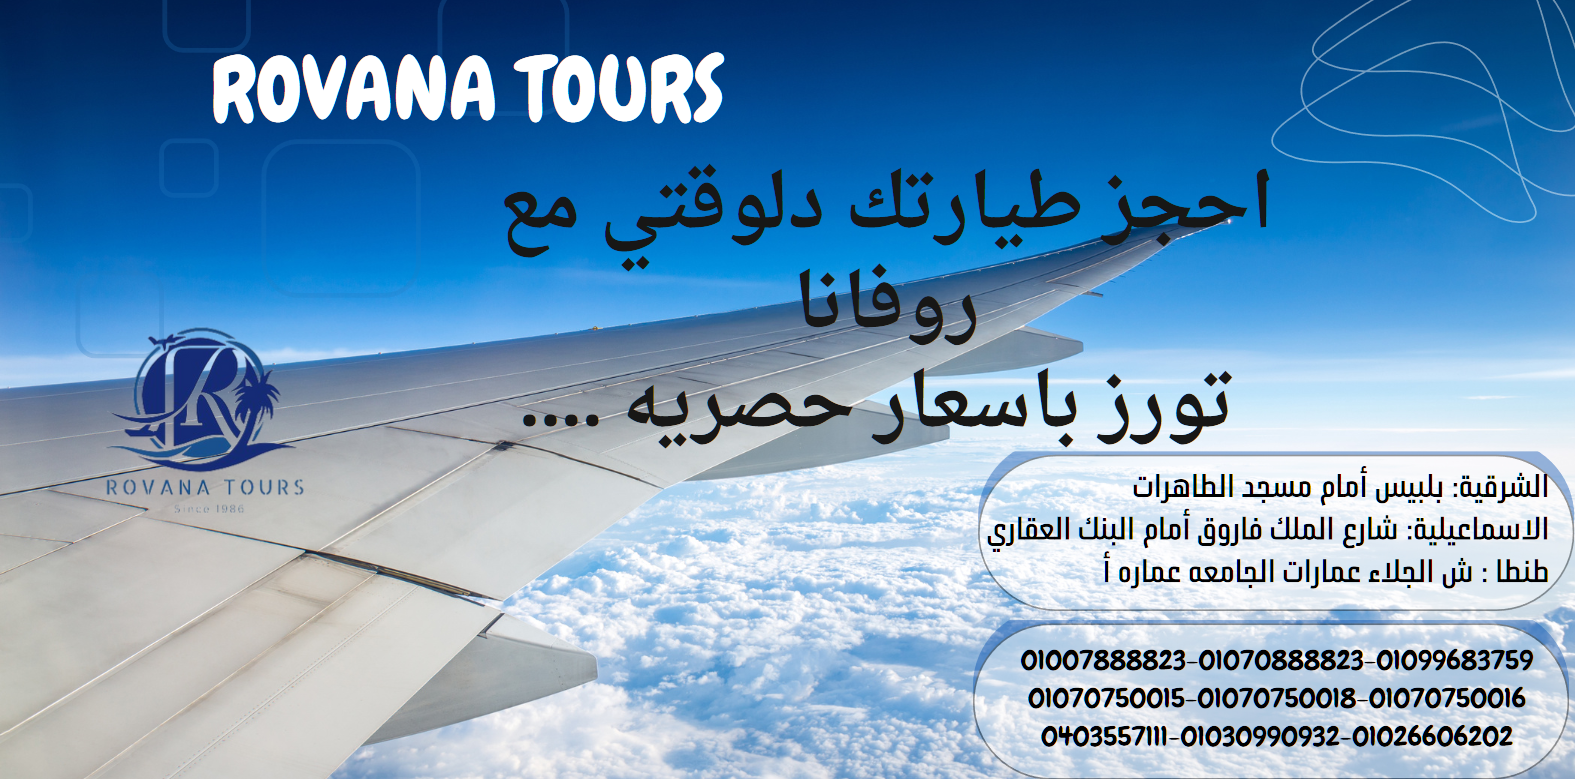 ROVANA TOURS
احجز طيارتك دلوقتي مع
روفانا
تورز باسعار حصريه ....
ROVANA TOURS
Since 1986
الشرقية: بلبيس أمام مسجد الطاهرات
الاسماعيلية: شارع الملك فاروق أمام البنك العقاري
طنطا : ش الجلاء عمارات الجامعه عماره أ
01007888823-01070888823-01099683759
01070750015-01070750018-01070750016
0403557111-01030990932-01026606202